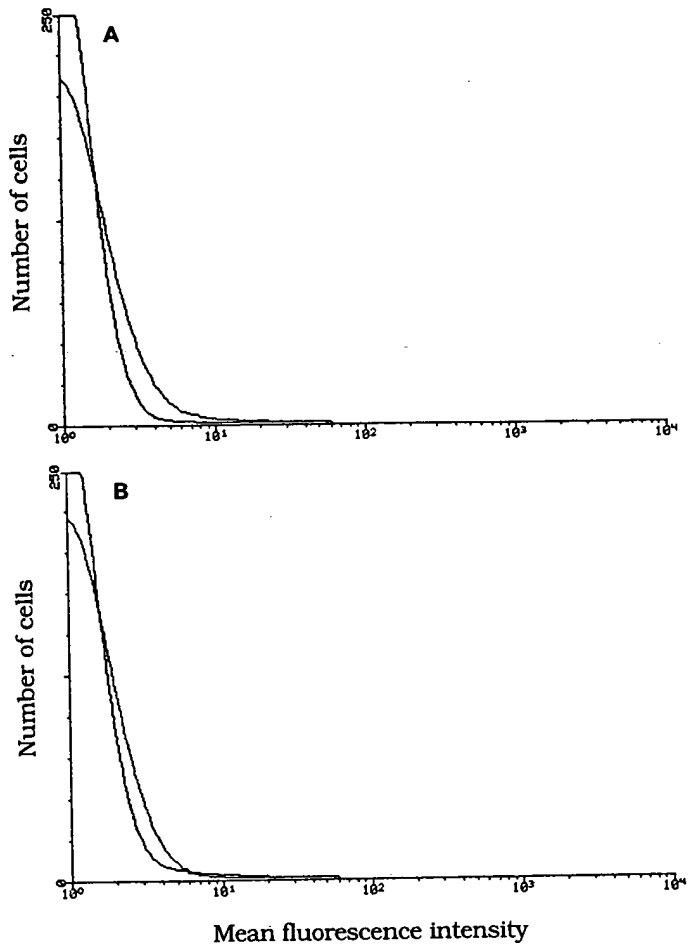 250
A
Number of cells
0
10⁰ 10¹ 10² 10³ 10⁴
250
B
Number of cells
0
10⁰ 10¹ 10² 10³ 10⁴
Mean fluorescence intensity